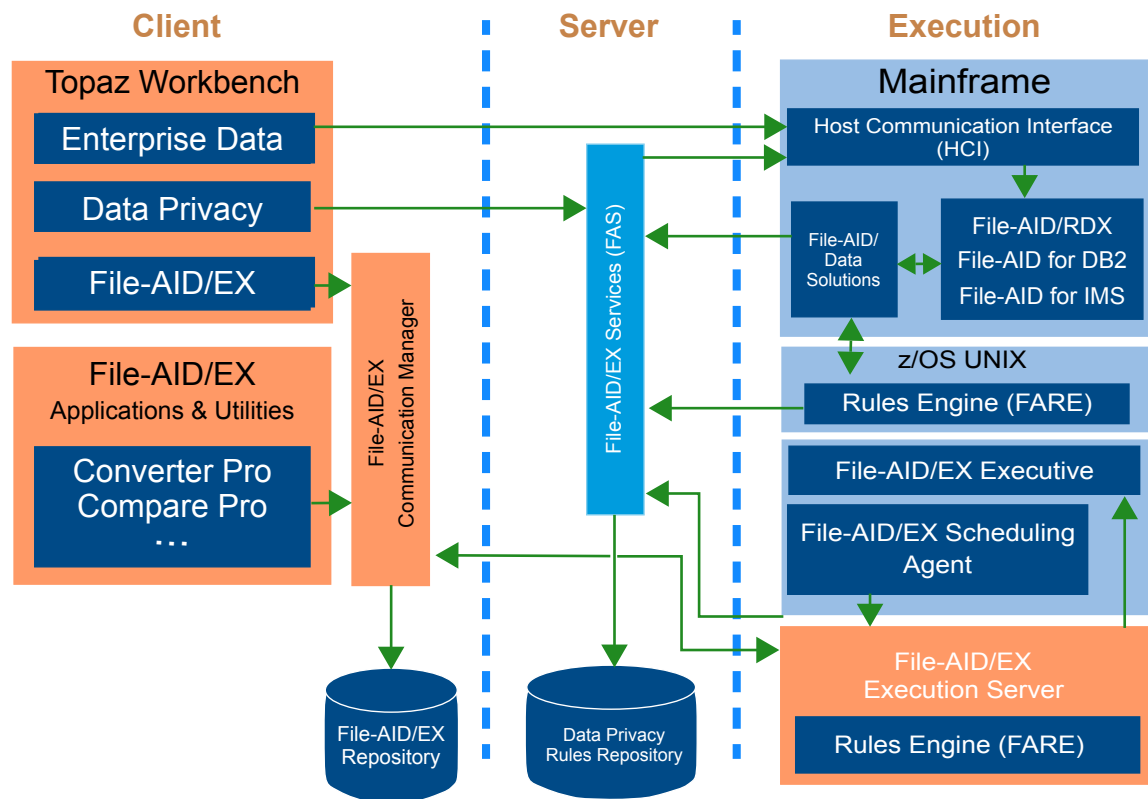 Client
Server
Execution
Topaz Workbench
Enterprise Data
Data Privacy
File-AID/EX
File-AID/EX
Applications & Utilities
Converter Pro
Compare Pro
...
File-AID/EX
Communication Manager
File-AID/EX
Repository
File-AID/EX Services (FAS)
Data Privacy
Rules Repository
Mainframe
Host Communication Interface
(HCI)
File-AID/
Data
Solutions
File-AID/RDX
File-AID for DB2
File-AID for IMS
z/OS UNIX
Rules Engine (FARE)
File-AID/EX Executive
File-AID/EX Scheduling
Agent
File-AID/EX
Execution Server
Rules Engine (FARE)